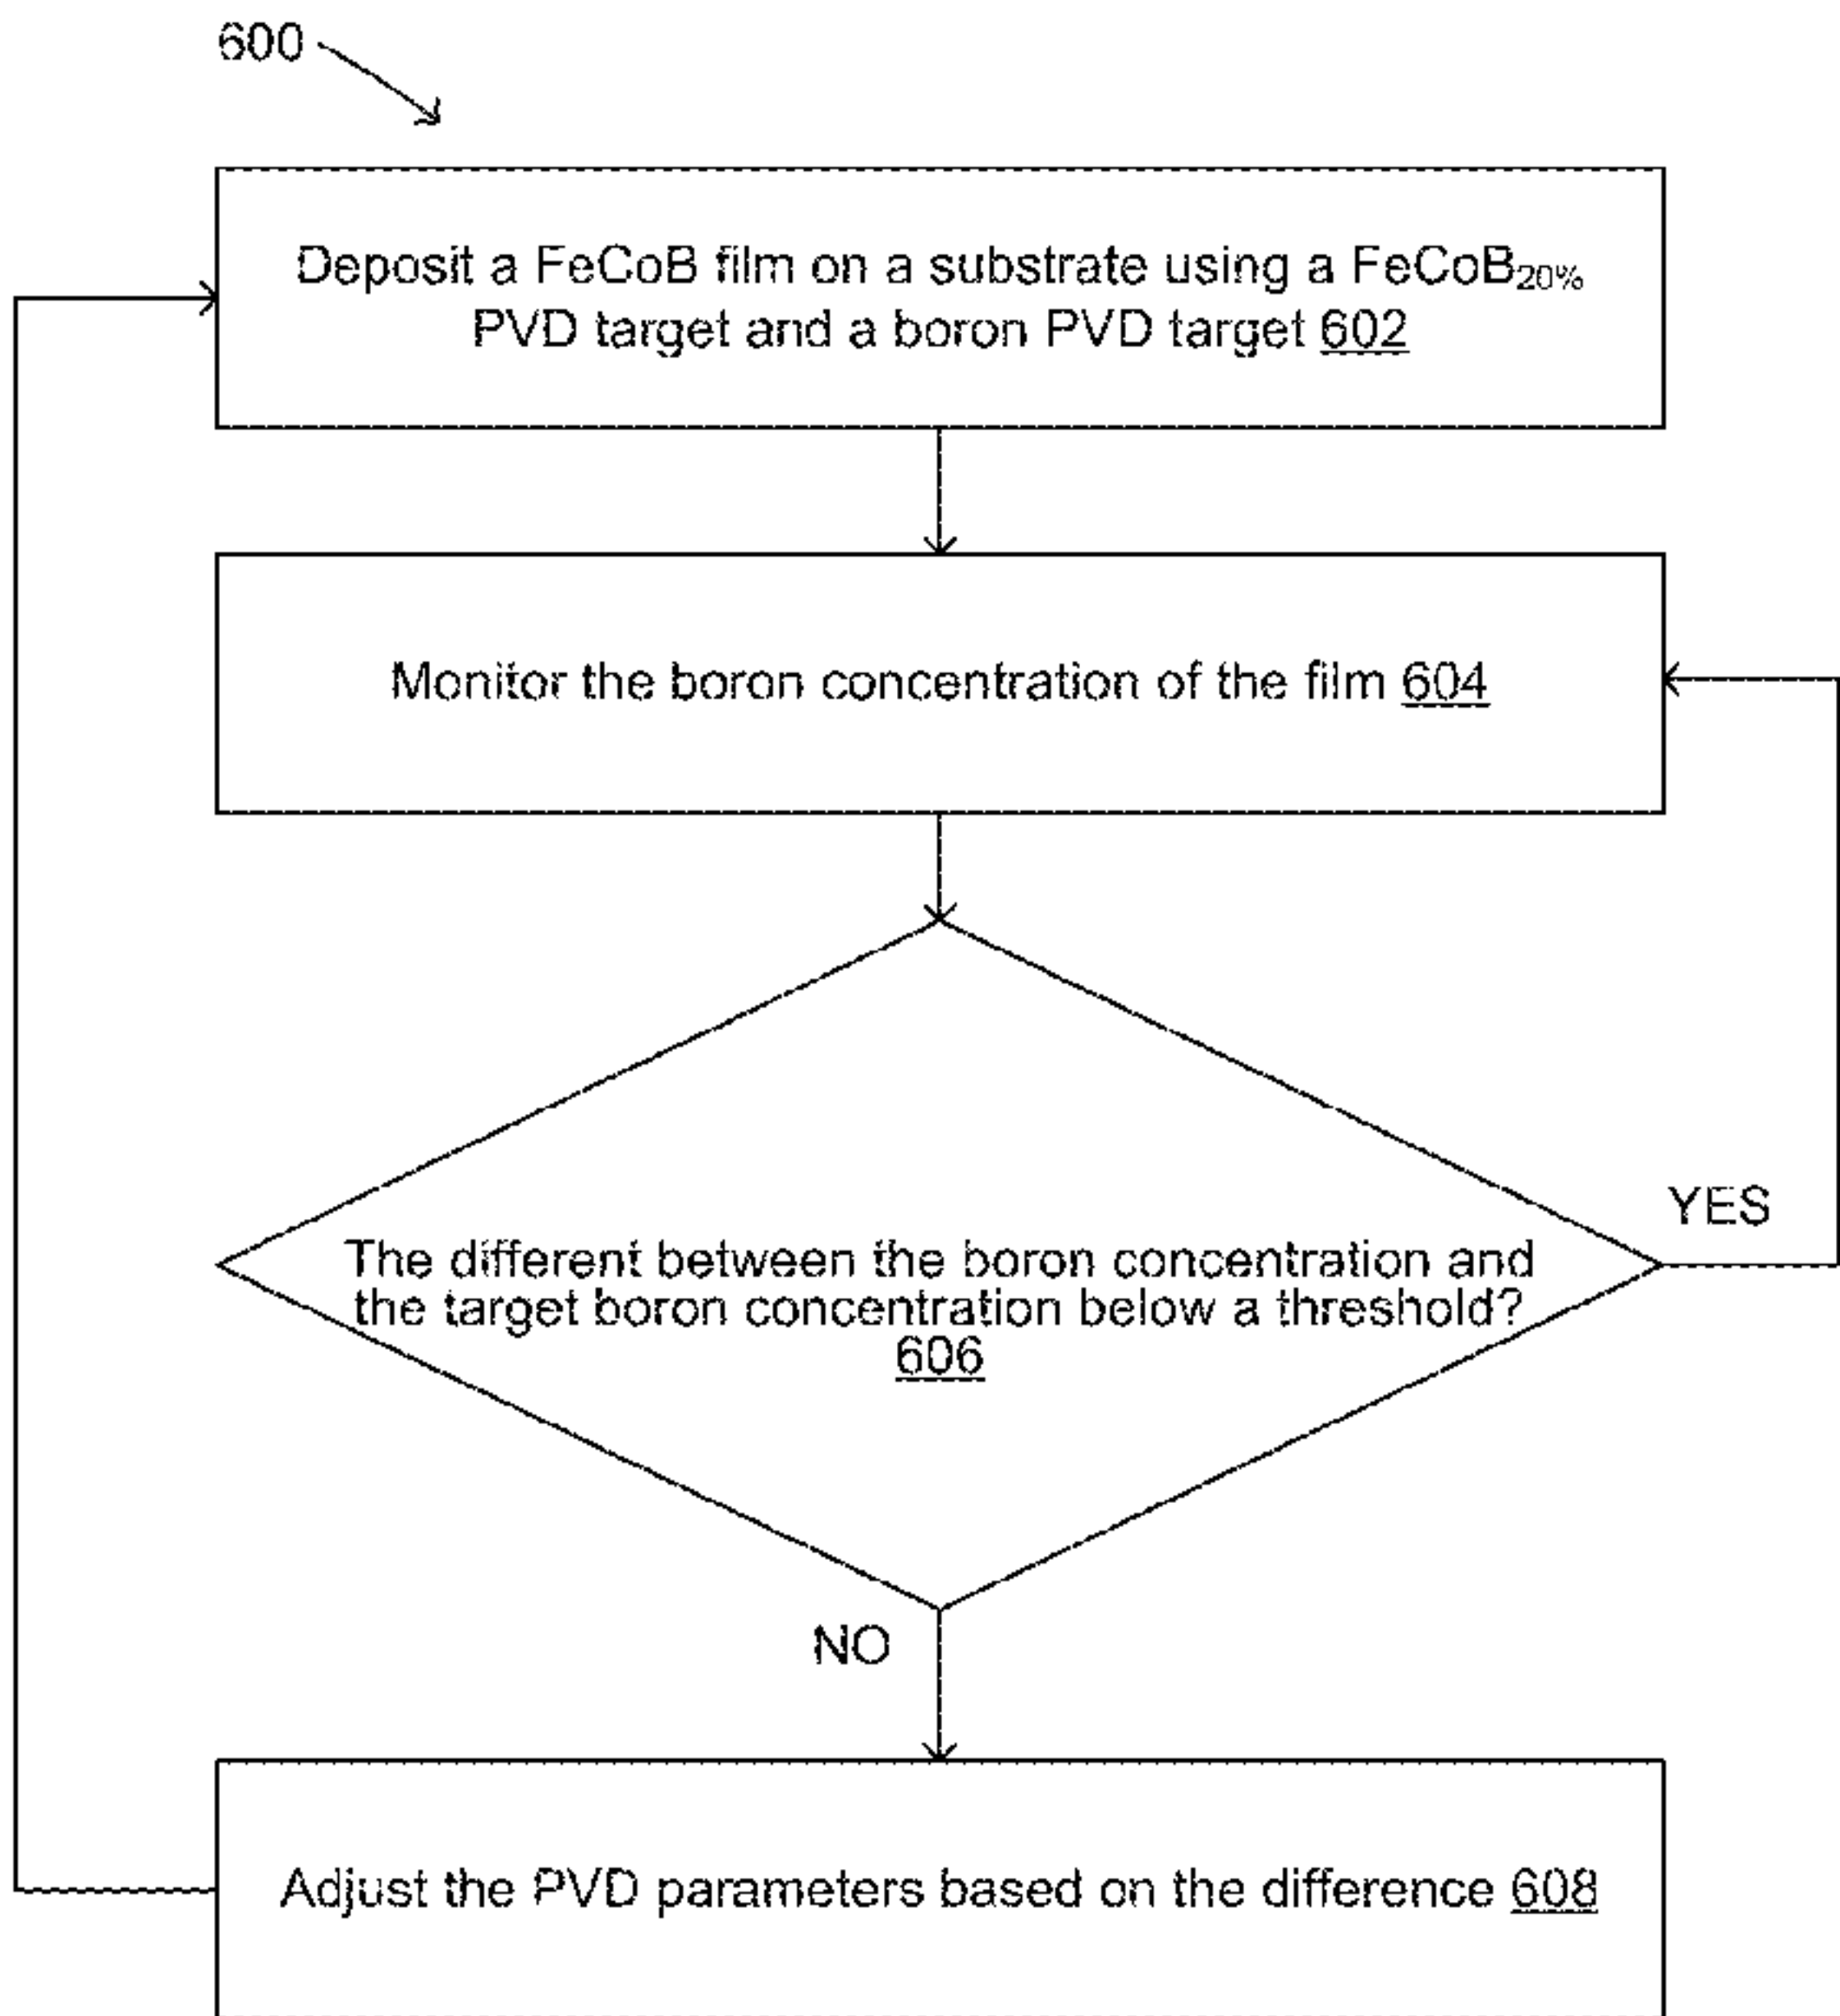 600
Deposit a FeCoB film on a substrate using a FeCoB20%
PVD target and a boron PVD target 602
Monitor the boron concentration of the film 604
YES
The different between the boron concentration and
the target boron concentration below a threshold?
606
NO
Adjust the PVD parameters based on the difference 608